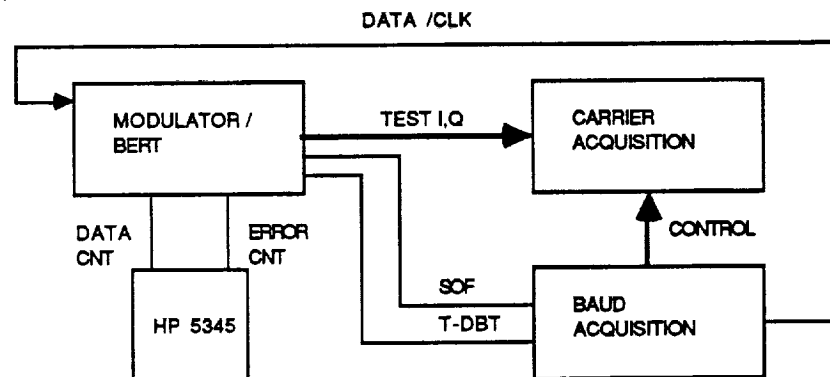 DATA /CLK
MODULATOR /
BERT
TEST I,Q
CARRIER
ACQUISITION
DATA
CNT
ERROR
CNT
CONTROL
SOF
T-DBT
HP 5345
BAUD
ACQUISITION